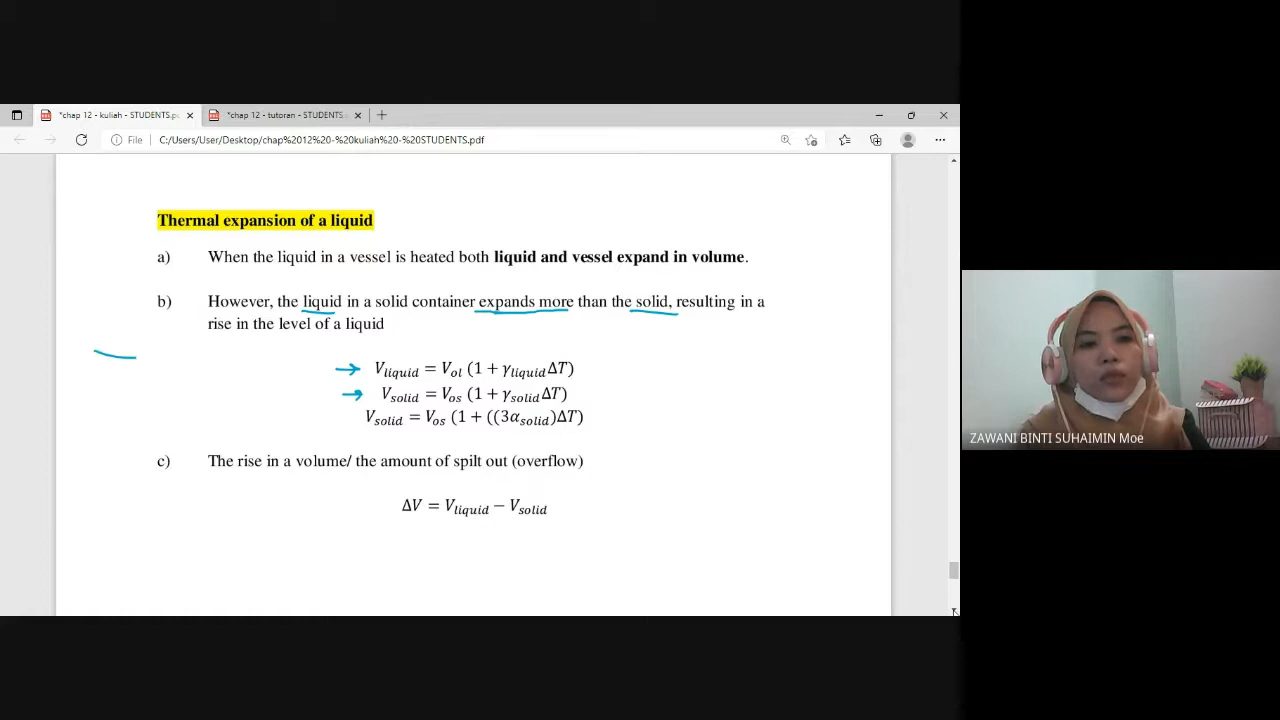 *chap 12 - kuliah - STUDENTS.p
*chap 12 - tutoran - STUDENTS.
File C:/Users/User/Desktop/chap%2012%20-%20kuliah%20-%20STUDENTS.pdf
Thermal expansion of a liquid
a) When the liquid in a vessel is heated both liquid and vessel expand in volume.
b) However, the liquid in a solid container expands more than the solid, resulting in a
rise in the level of a liquid
V_liquid = V_ol (1 + γ_liquid ΔT)
V_solid = V_os (1 + γ_solid ΔT)
V_solid = V_os (1 + ((3α_solid)ΔT)
c) The rise in a volume/ the amount of spilt out (overflow)
ΔV = V_liquid − V_solid
ZAWANI BINTI SUHAIMIN Moe